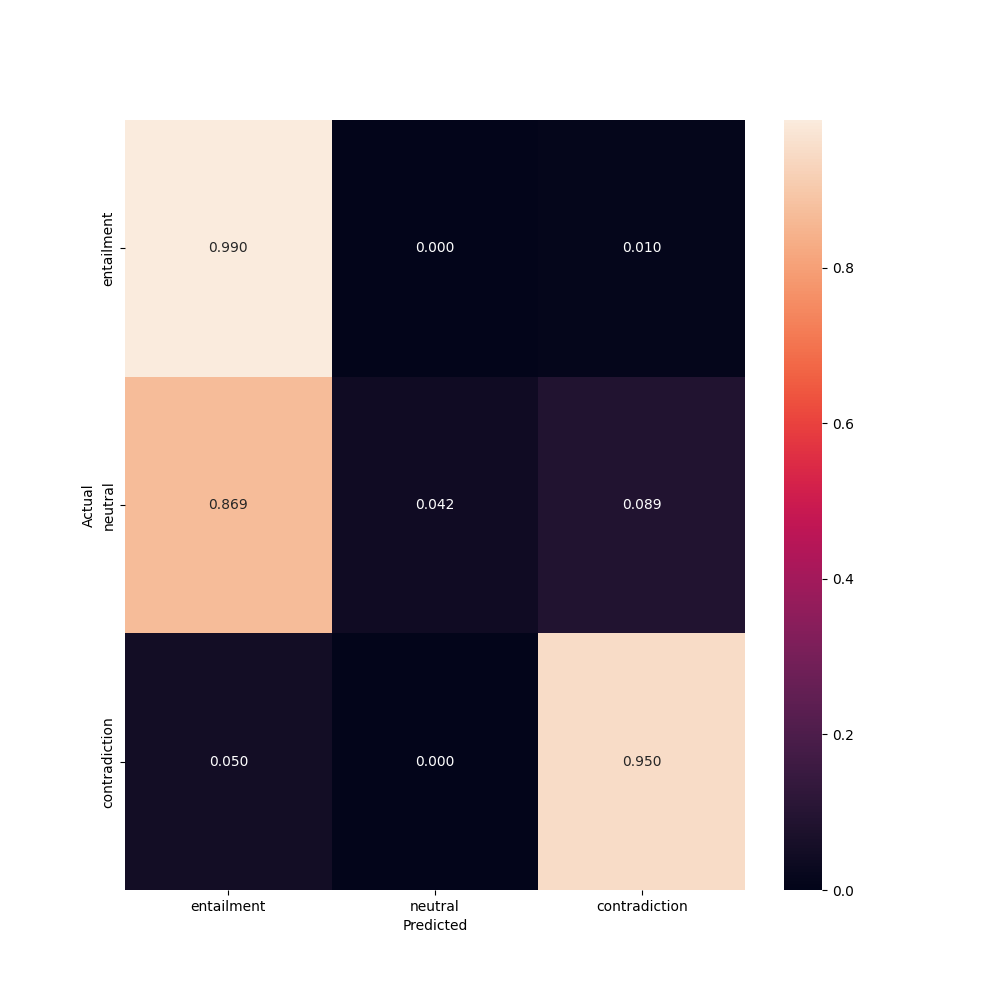 entailment
0.990 0.000 0.010
0.8
0.6
Actual
neutral
0.869 0.042 0.089
0.4
contradiction
0.050 0.000 0.950
0.2
0.0
entailment neutral contradiction
Predicted